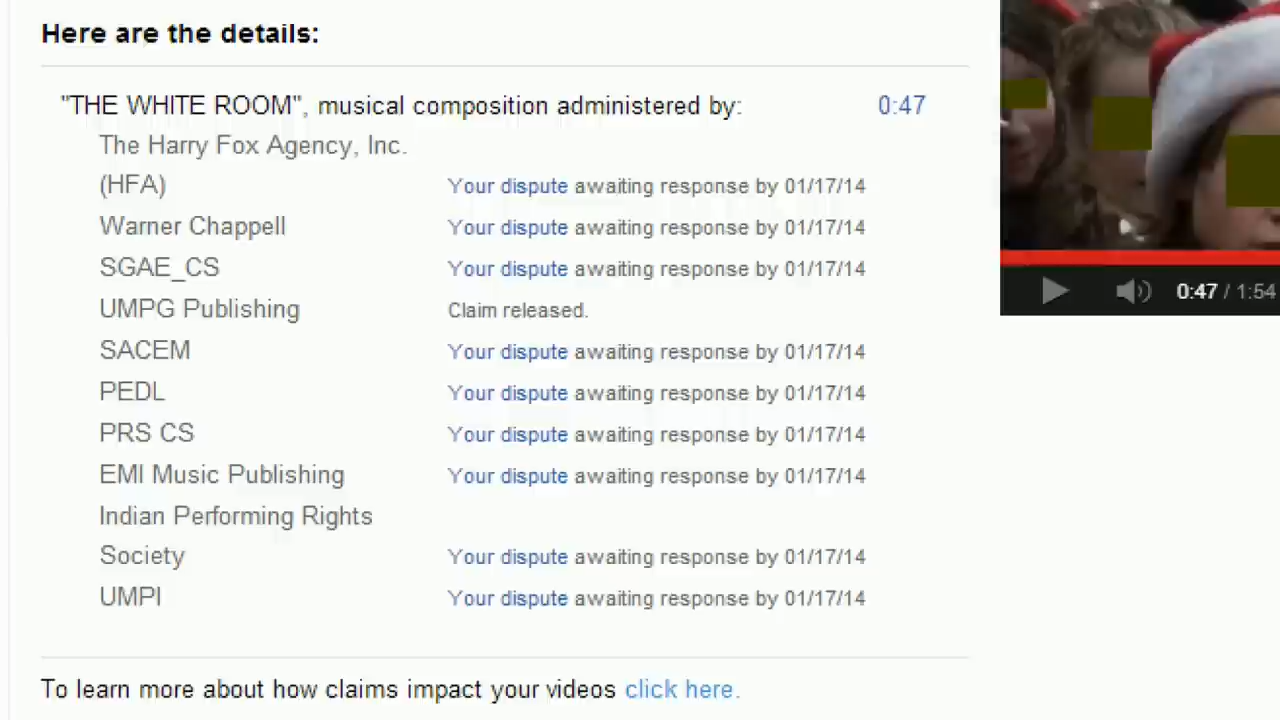 Here are the details:
"THE WHITE ROOM", musical composition administered by: 0:47
The Harry Fox Agency, Inc.
(HFA) Your dispute awaiting response by 01/17/14
Warner Chappell Your dispute awaiting response by 01/17/14
SGAE_CS Your dispute awaiting response by 01/17/14
UMPG Publishing Claim released.
SACEM Your dispute awaiting response by 01/17/14
PEDL Your dispute awaiting response by 01/17/14
PRS CS Your dispute awaiting response by 01/17/14
EMI Music Publishing Your dispute awaiting response by 01/17/14
Indian Performing Rights
Society Your dispute awaiting response by 01/17/14
UMPI Your dispute awaiting response by 01/17/14
To learn more about how claims impact your videos click here.
0:47 / 1:54